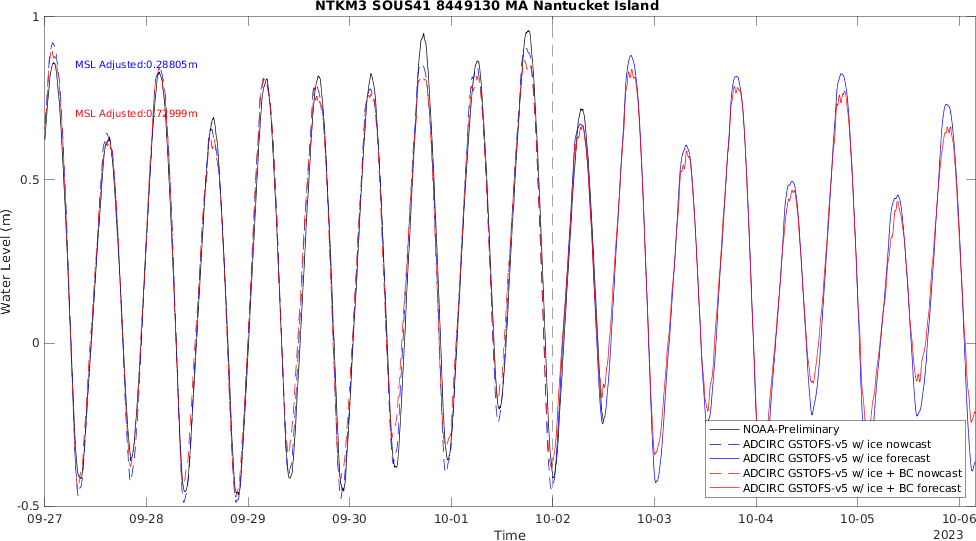 NTKM3 SOUS41 8449130 MA Nantucket Island
1
MSL Adjusted:0.28805m
MSL Adjusted:0.72999m
0.5
Water Level (m)
0
NOAA-Preliminary
ADCIRC GSTOFS-v5 w/ ice nowcast
ADCIRC GSTOFS-v5 w/ ice forecast
ADCIRC GSTOFS-v5 w/ ice + BC nowcast
ADCIRC GSTOFS-v5 w/ ice + BC forecast
-0.5
09-27 09-28 09-29 09-30 10-01 10-02 10-03 10-04 10-05 10-06
Time
2023